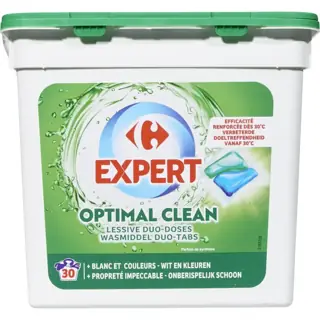 EFFICACITÉ
RENFORCÉE DÈS 30°C
VERBETERDE
DOELTREFFENDHEID
VANAF 30°C
EXPERT
OPTIMAL CLEAN
LESSIVE DUO-DOSES
WASMIDDEL DUO-TABS
30
+ BLANC ET COULEURS - WIT EN KLEUREN
+ PROPRETÉ IMPECCABLE - ONBERISPELIJK SCHOON